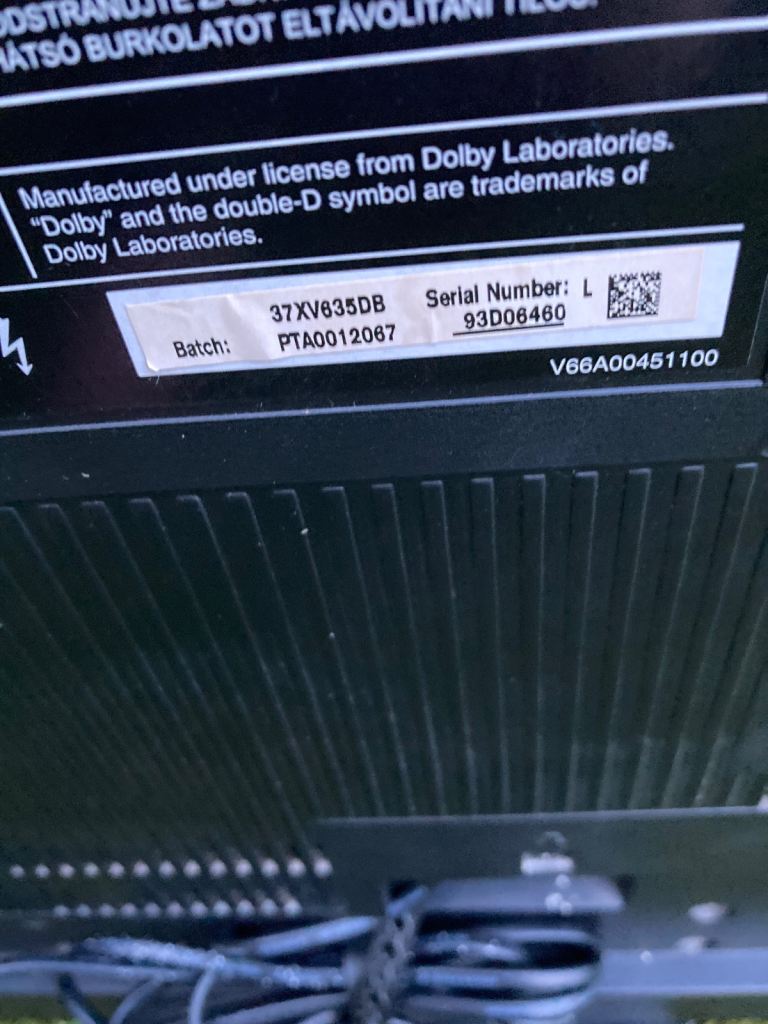 HÁTSÓ BURKOLATOT ELTÁVOLÍTANI TILOS.
Manufactured under license from Dolby Laboratories.
“Dolby” and the double-D symbol are trademarks of
Dolby Laboratories.
37XV635DB Serial Number: L
Batch: PTA0012067 93D06460
V66A00451100